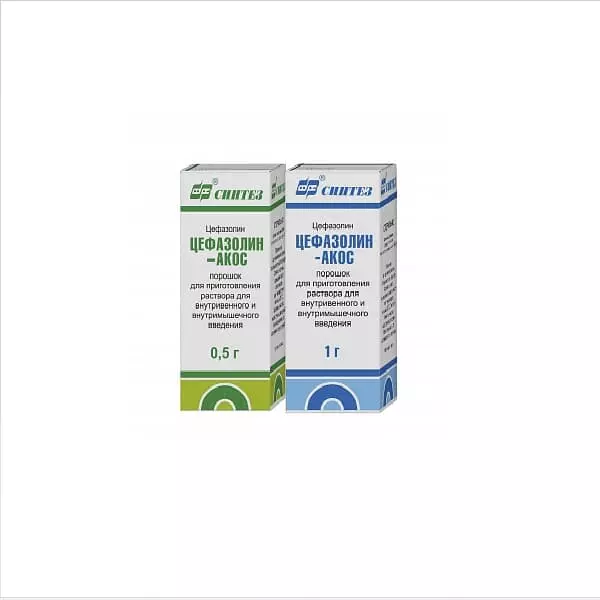 СИНТЕЗ
Цефазолин
ЦЕФАЗОЛИН
-АКОС
порошок
для приготовления
раствора для
внутривенного и
внутримышечного
введения
0,5 г
СИНТЕЗ
Цефазолин
ЦЕФАЗОЛИН
-АКОС
порошок
для приготовления
раствора для
внутривенного и
внутримышечного
введения
1 г